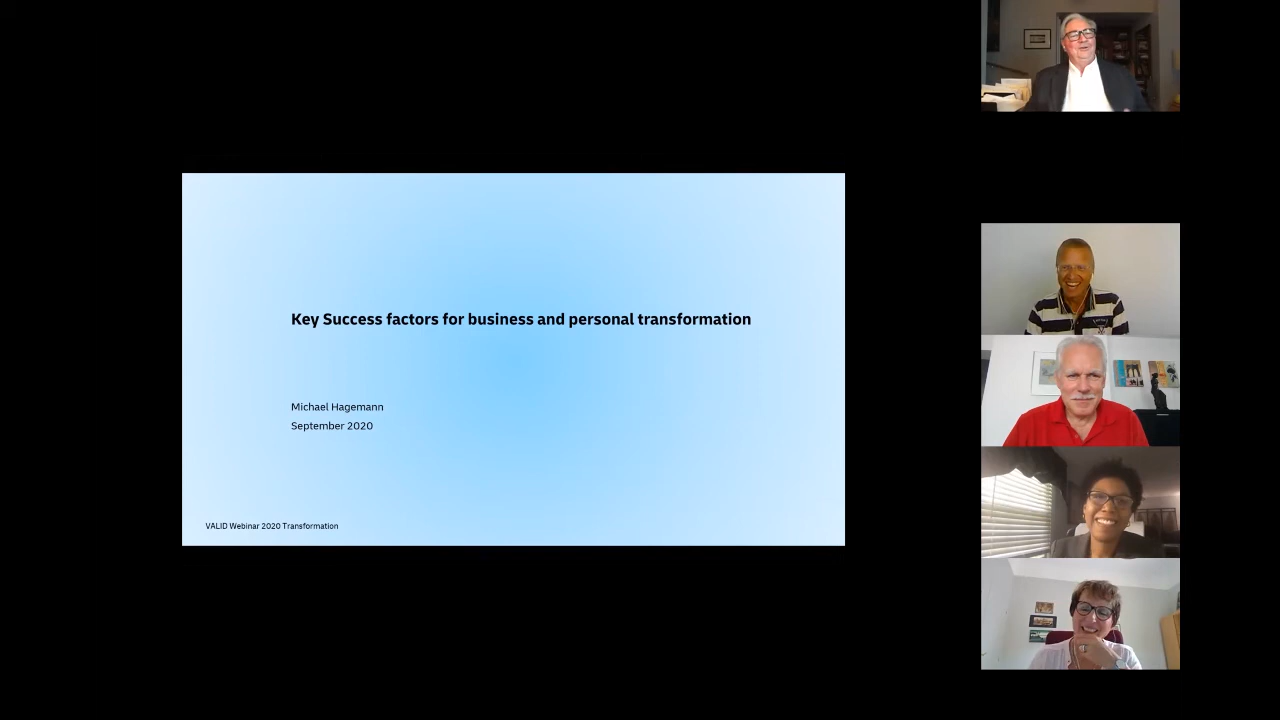 Key Success factors for business and personal transformation
Michael Hagemann
September 2020
VALID Webinar 2020 Transformation